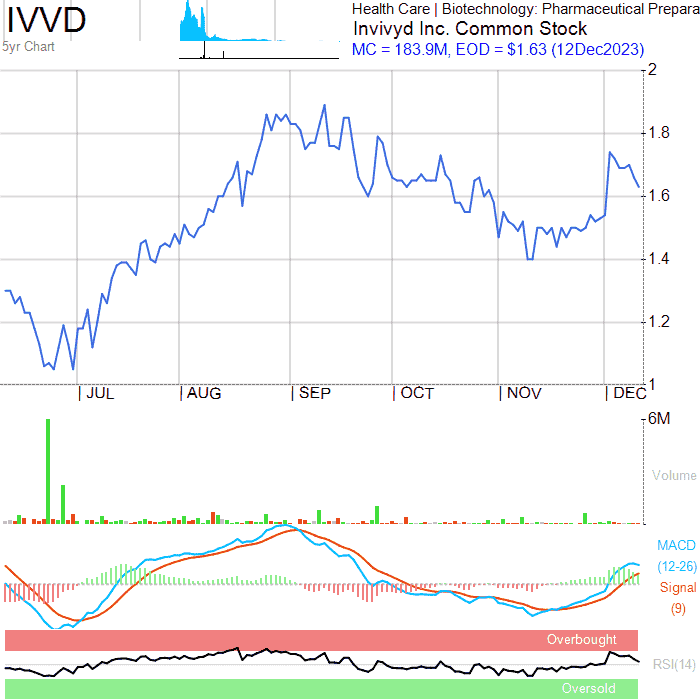 IVVD
5yr Chart
Health Care | Biotechnology: Pharmaceutical Prepara
Invivyd Inc. Common Stock
MC = 183.9M, EOD = $1.63 (12Dec2023)
2
1.8
1.6
1.4
1.2
1
| JUL
| AUG
| SEP
| OCT
| NOV
| DEC
6M
Volume
MACD
(12-26)
Signal
(9)
Overbought
RSI(14)
Oversold